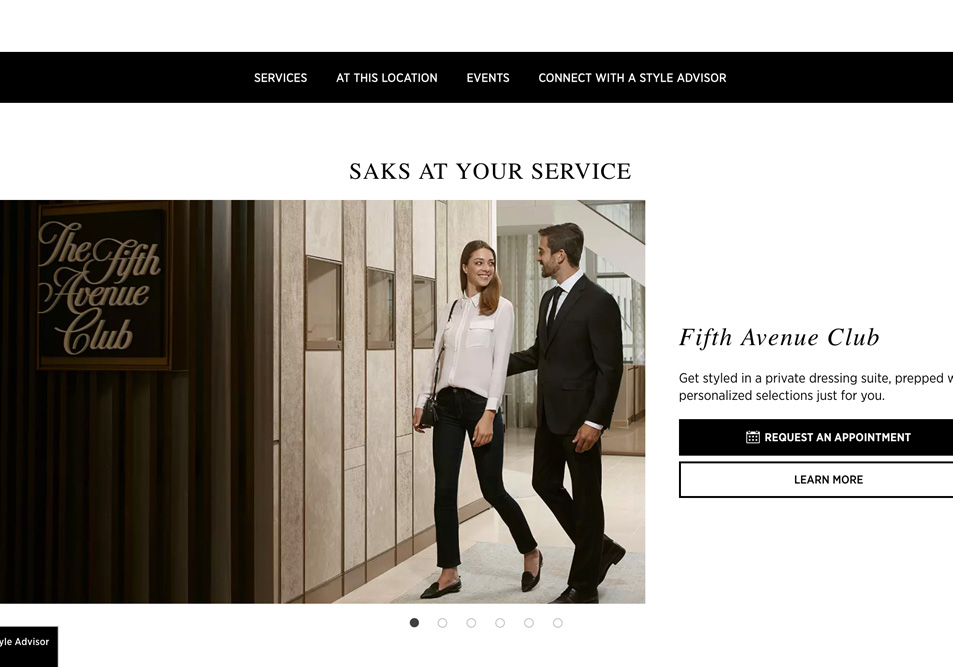 SERVICES AT THIS LOCATION EVENTS CONNECT WITH A STYLE ADVISOR
SAKS AT YOUR SERVICE
The Fifth
Avenue
Club
Fifth Avenue Club
Get styled in a private dressing suite, prepped
personalized selections just for you.
REQUEST AN APPOINTMENT
LEARN MORE
Advisor